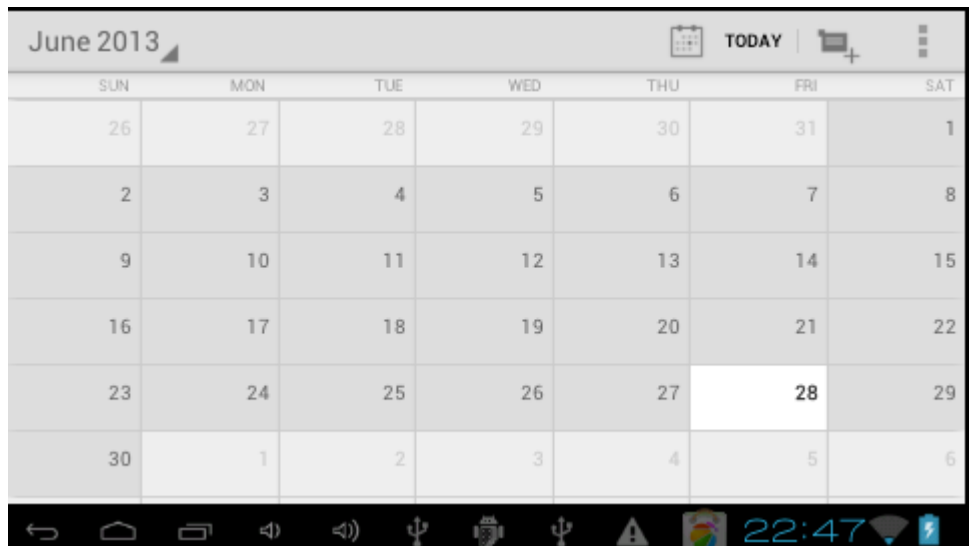 June 2013 TODAY
SUN MON TUE WED THU FRI SAT
26 27 28 29 30 31 1
2 3 4 5 6 7 8
9 10 11 12 13 14 15
16 17 18 19 20 21 22
23 24 25 26 27 28 29
30 1 2 3 4 5 6
22:47